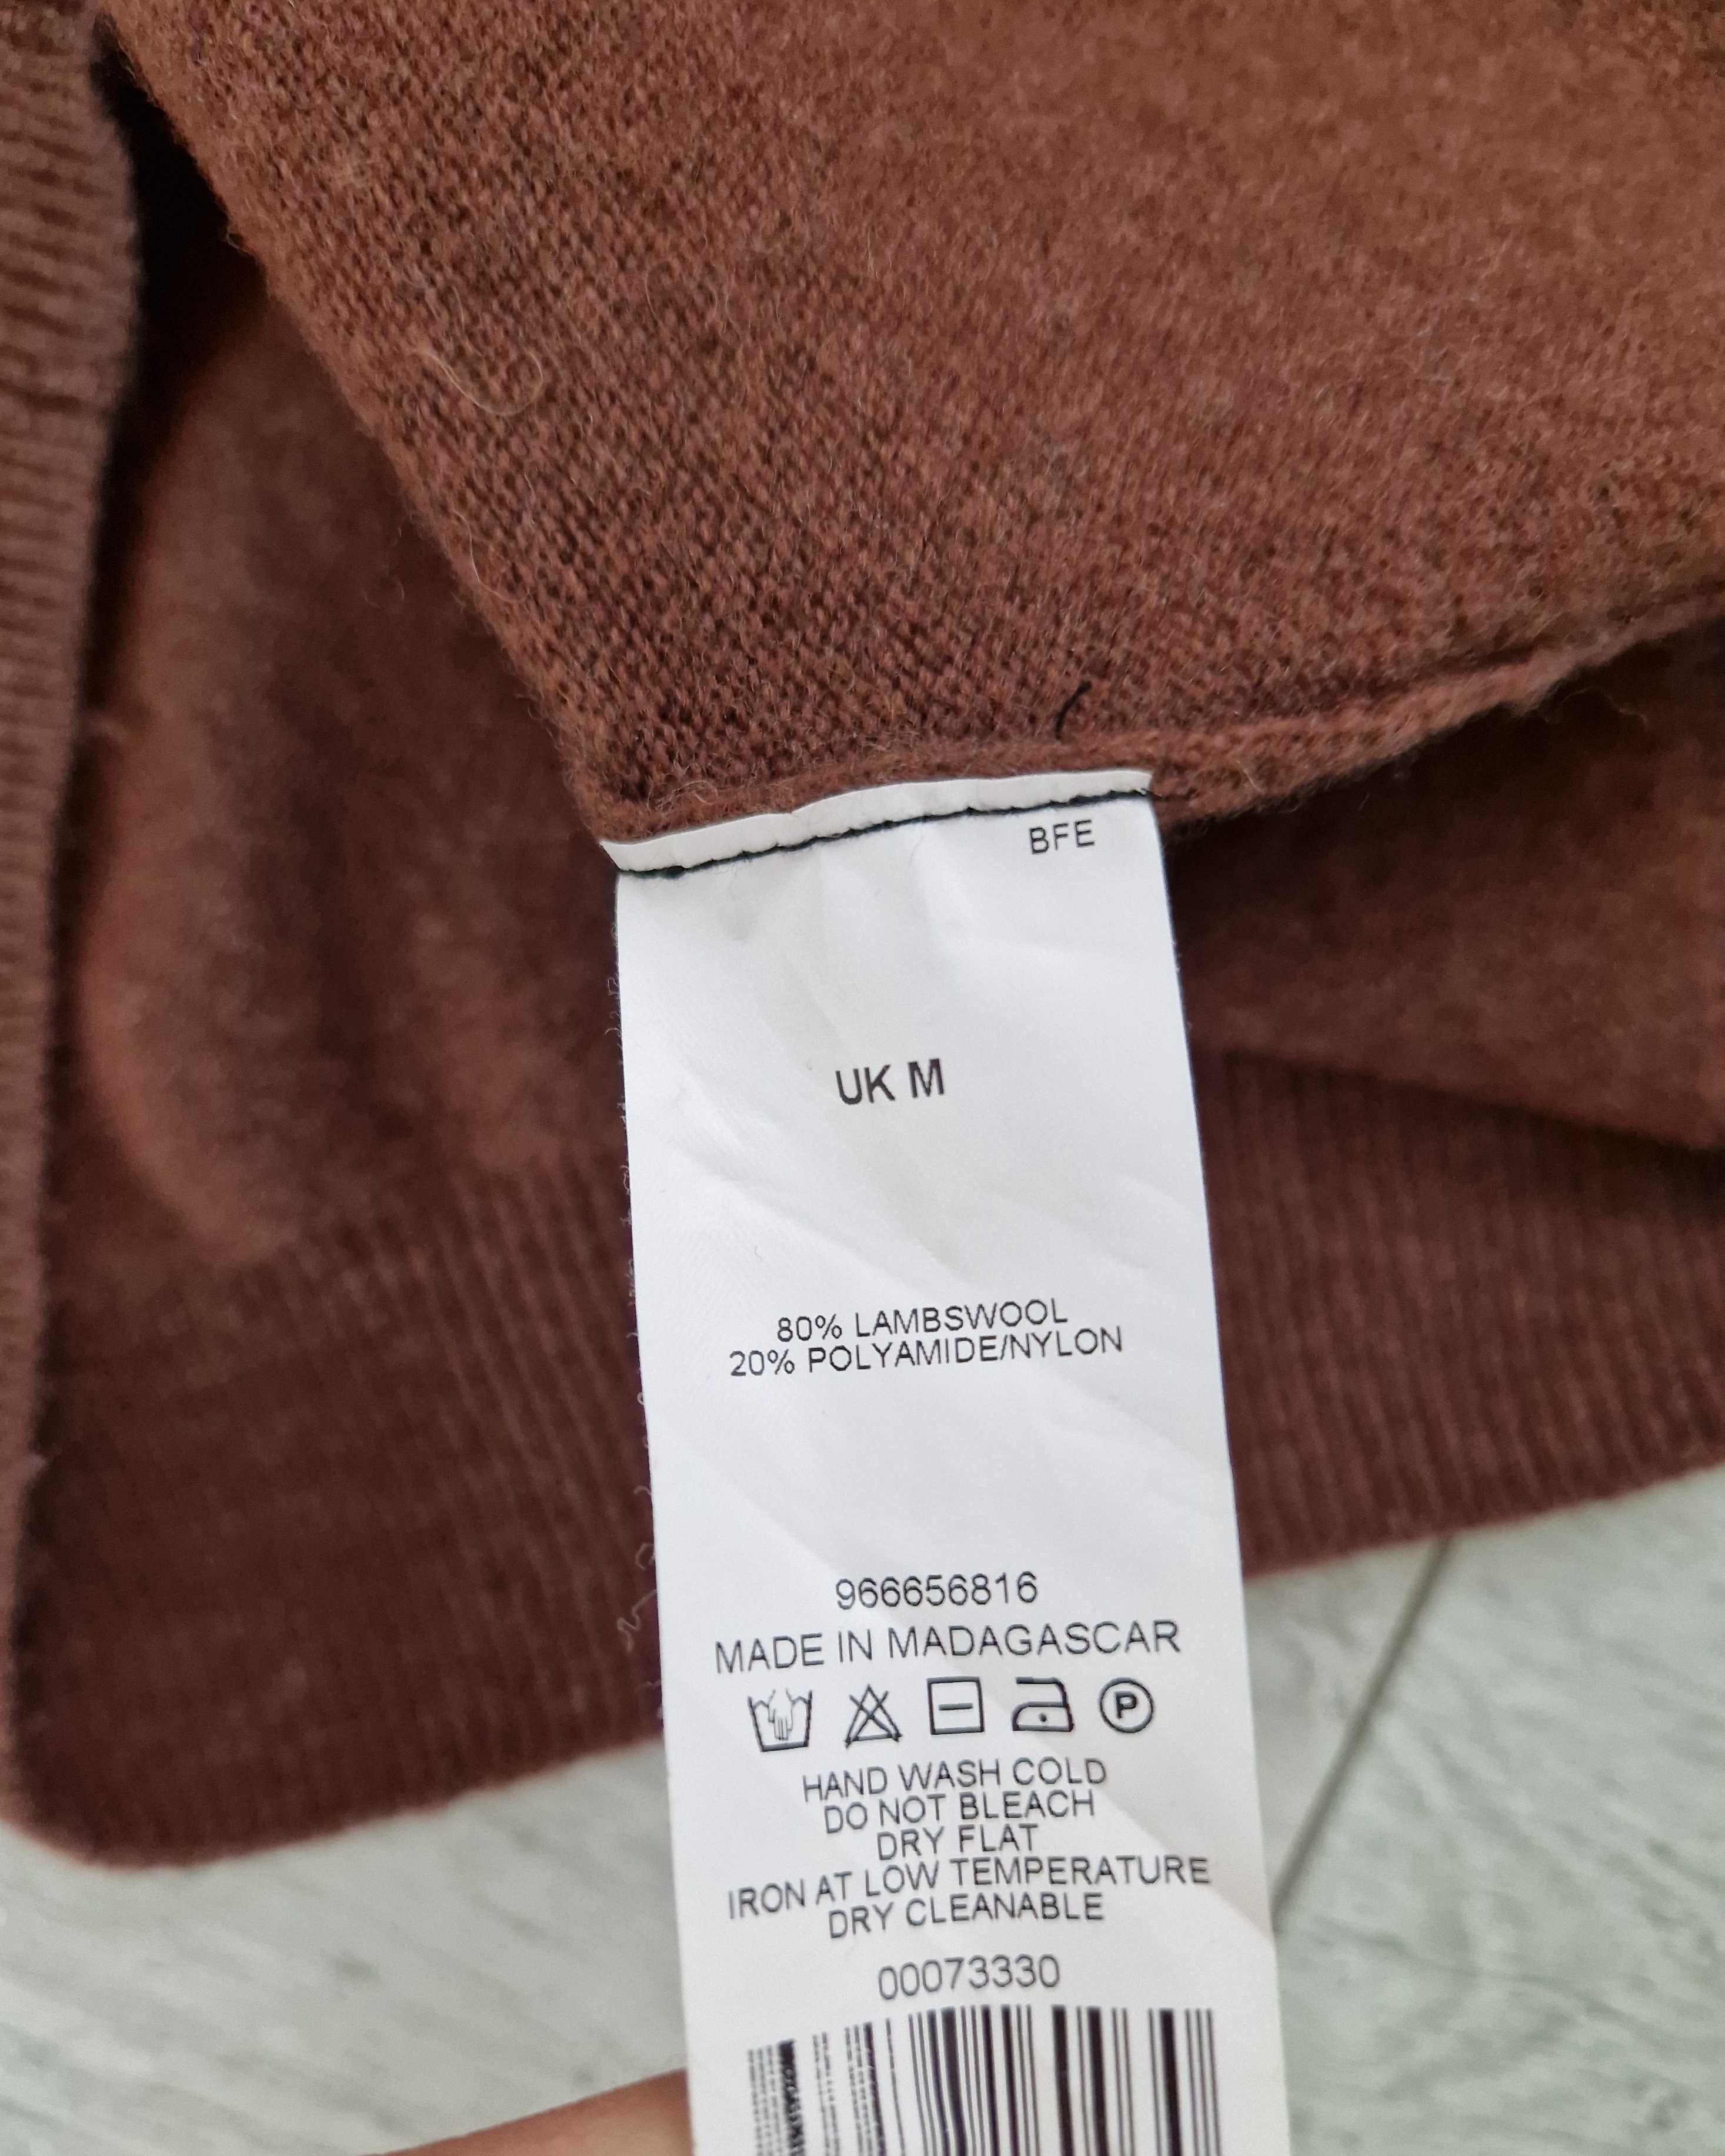 BFE
UK M
80% LAMBSWOOL
20% POLYAMIDE/NYLON
966656816
MADE IN MADAGASCAR
P
HAND WASH COLD
DO NOT BLEACH
DRY FLAT
IRON AT LOW TEMPERATURE
DRY CLEANABLE
00073330